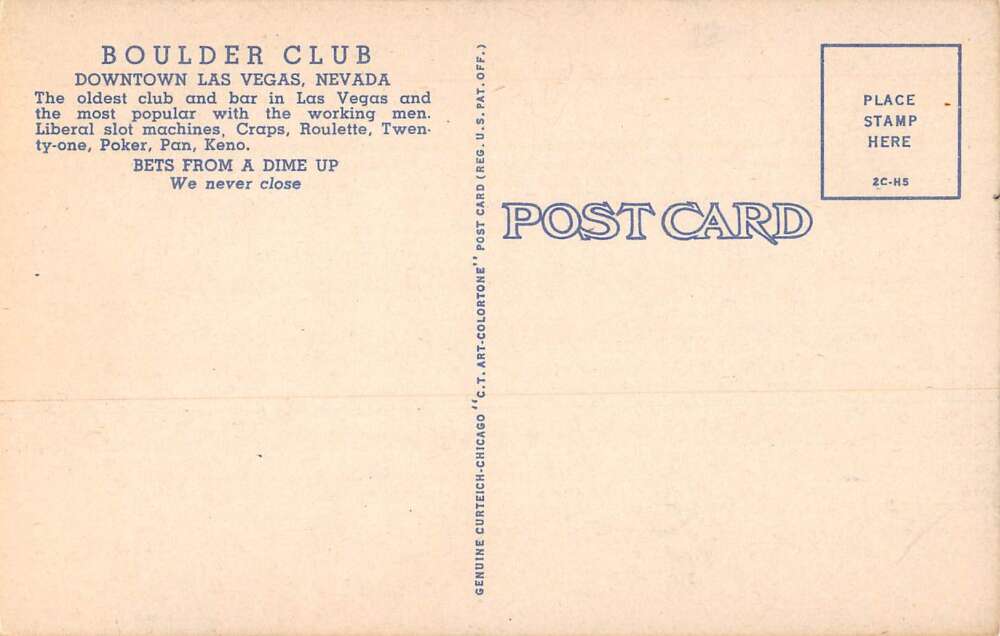 BOULDER CLUB
DOWNTOWN LAS VEGAS, NEVADA
The oldest club and bar in Las Vegas and
the most popular with the working men.
Liberal slot machines, Craps, Roulette, Twen-
ty-one, Poker, Pan, Keno.
BETS FROM A DIME UP
We never close
GENUINE CURTEICH-CHICAGO "C.T. ART-COLORTONE" POST CARD (REG. U.S. PAT. OFF.)
POST CARD
PLACE
STAMP
HERE
2C-H5